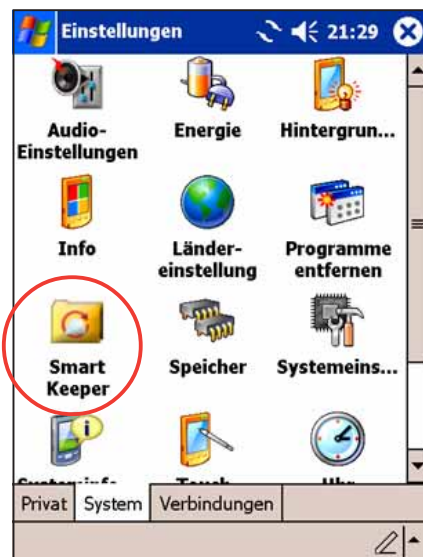 Einstellungen 21:29
Audio-
Einstellungen
Energie
Hintergrun...
Info
Länder-
einstellung
Programme
entfernen
Smart
Keeper
Speicher
Systemeins...
Privat System Verbindungen